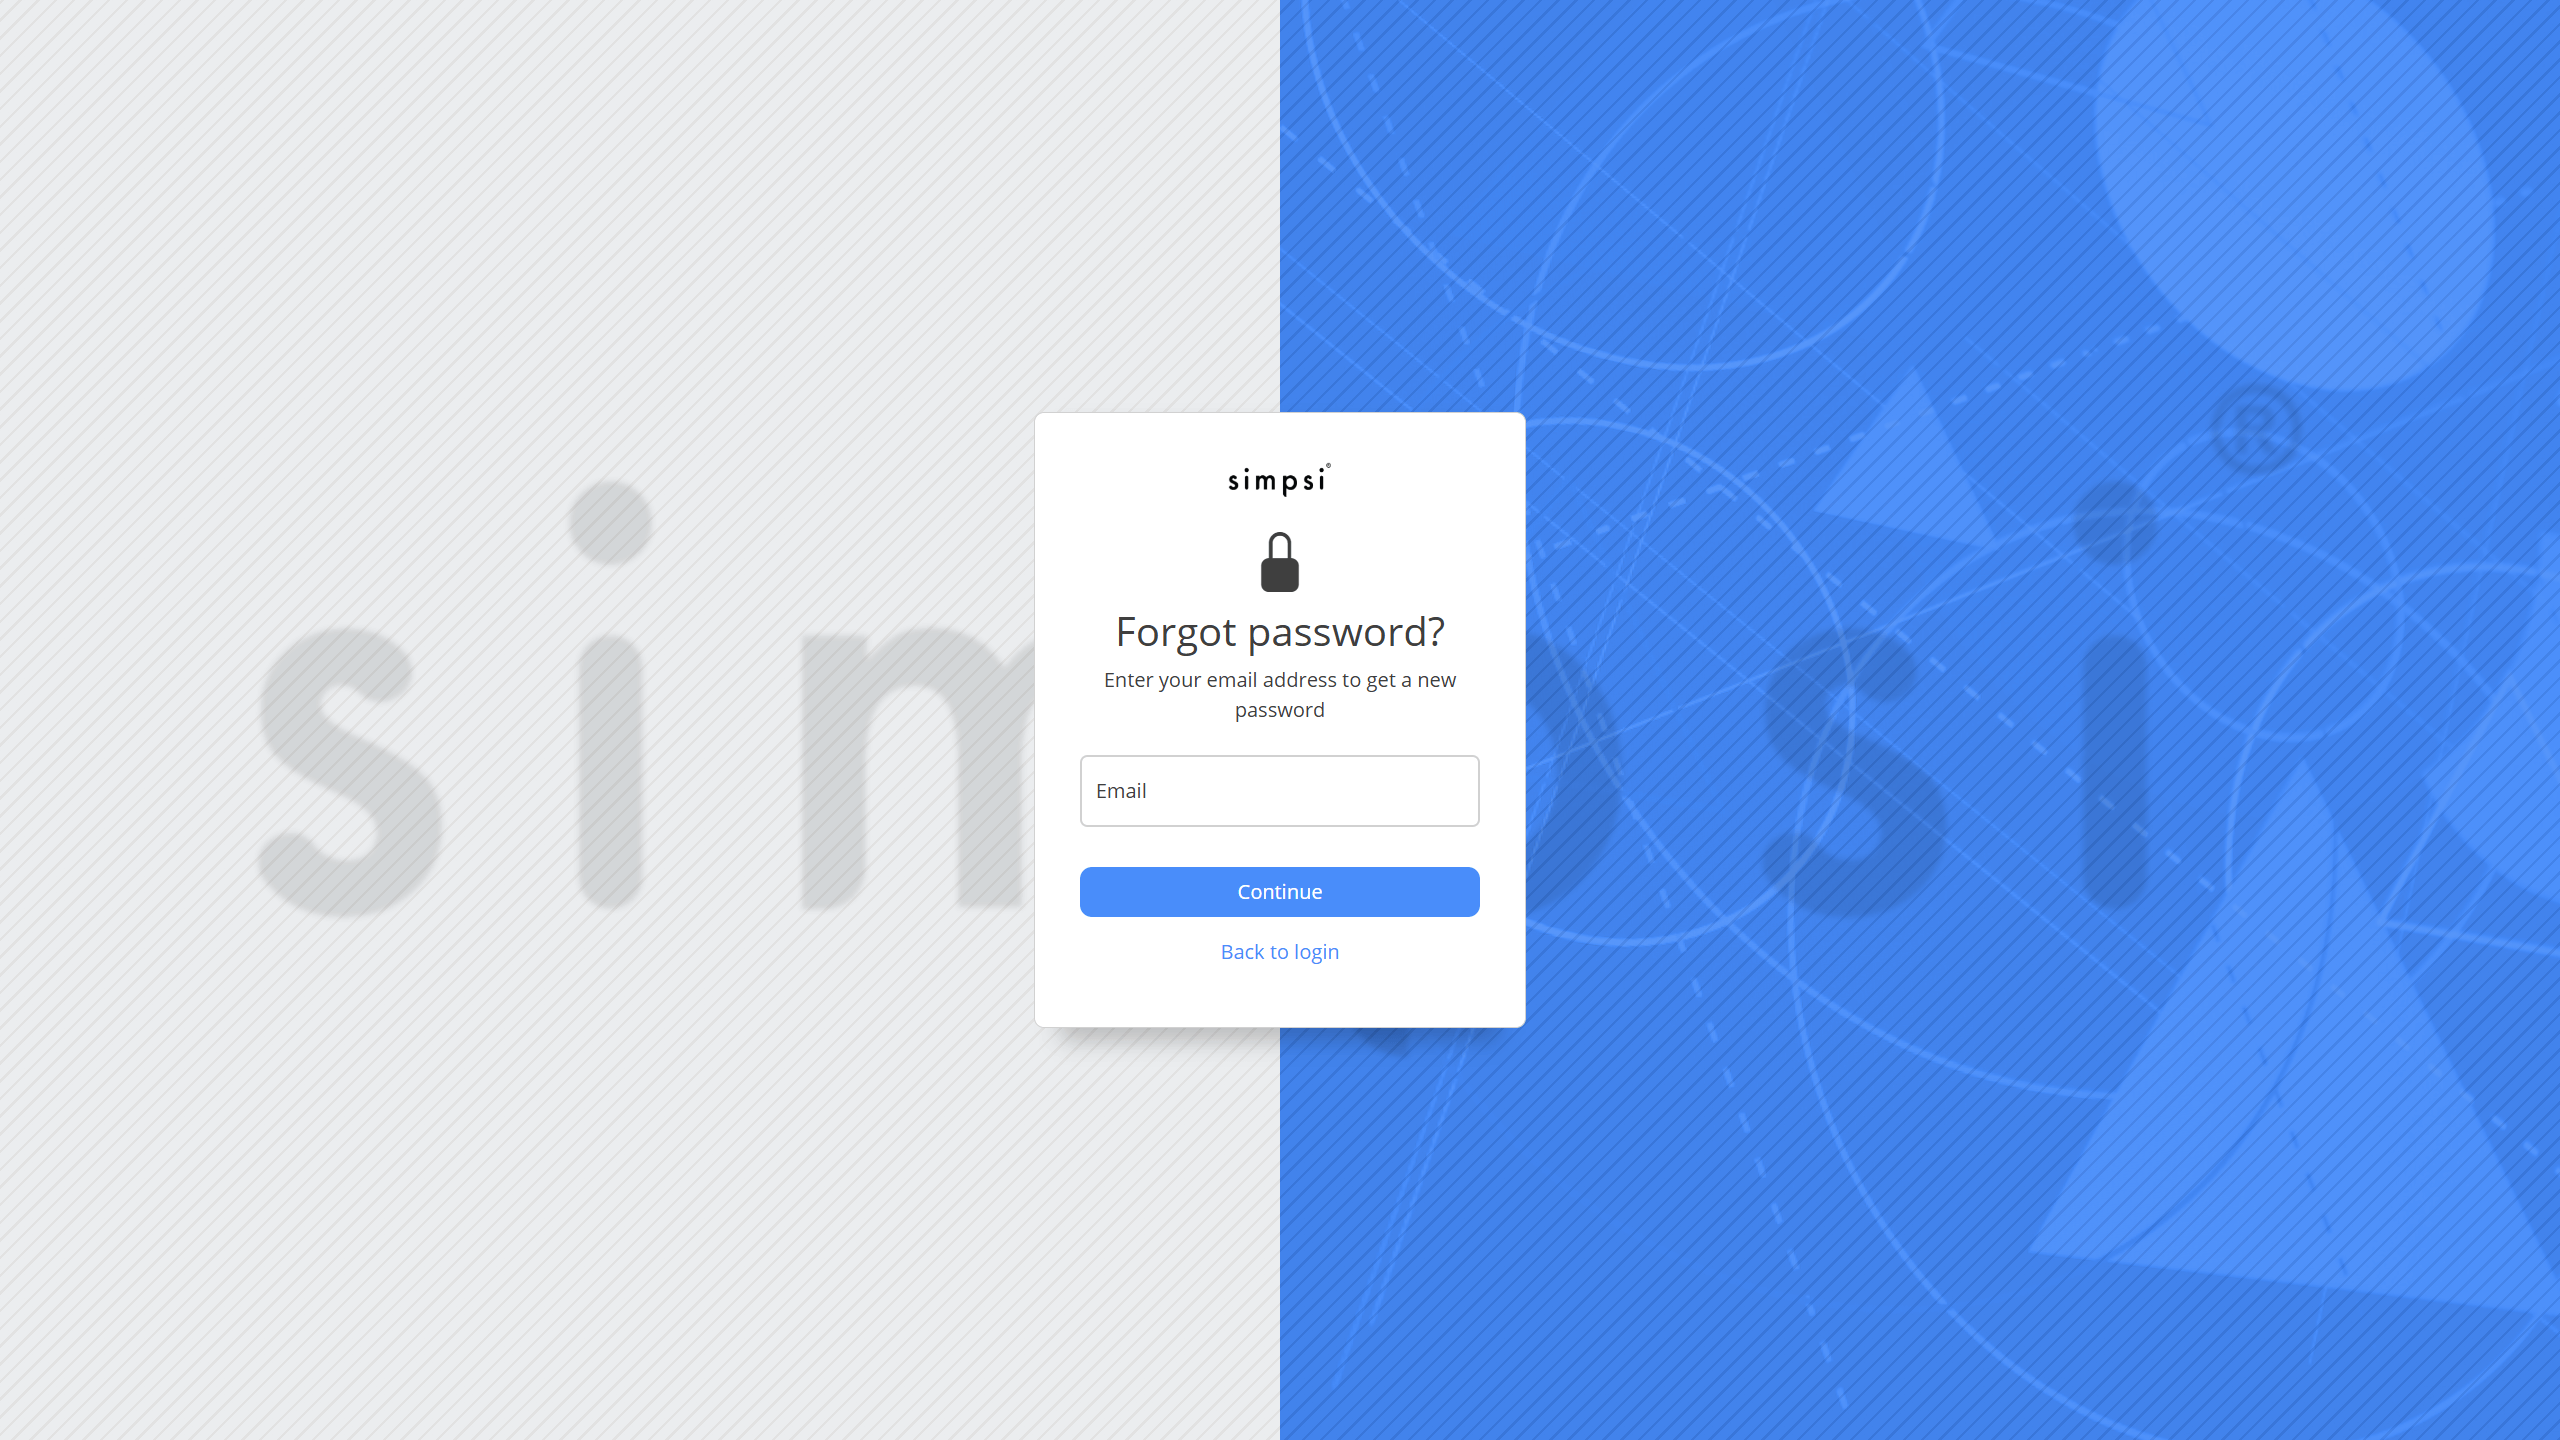 simpsi®
Forgot password?
Enter your email address to get a new
password
Email
Continue
Back to login